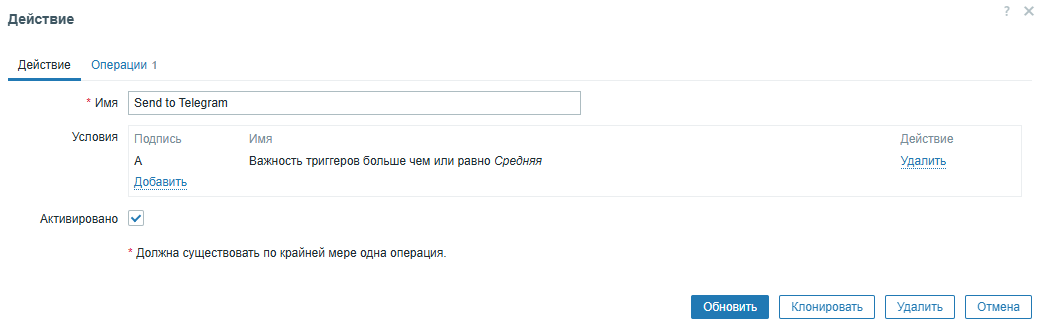 Действие
?
Действие Операции 1
* Имя Send to Telegram
Условия Подпись Имя Действие
A Важность триггеров больше чем или равно Средняя Удалить
Добавить
Активировано
* Должна существовать по крайней мере одна операция.
Обновить Клонировать Удалить Отмена